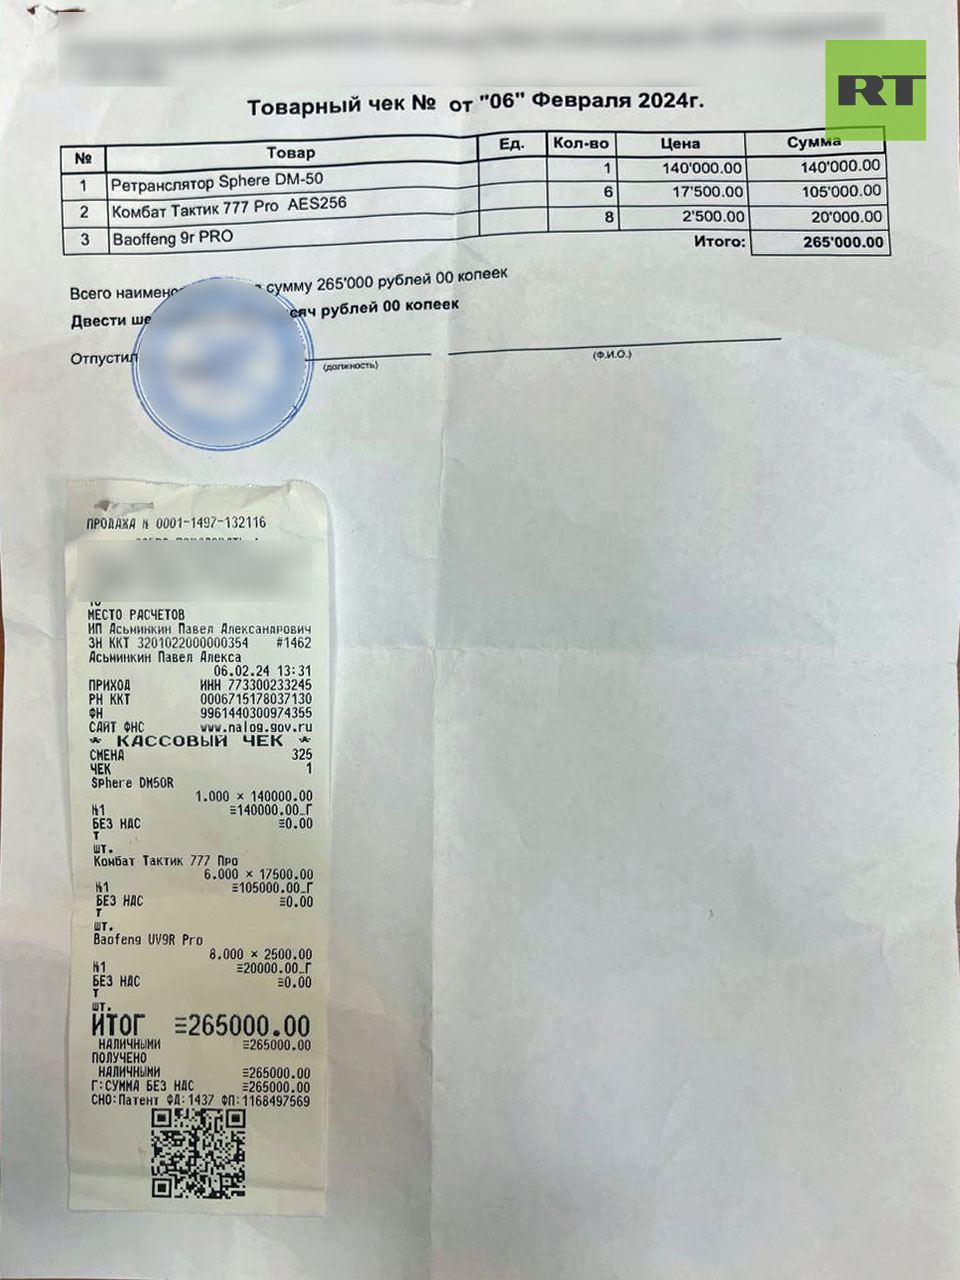 RT
Товарный чек № от "06" Февраля 2024г.
№ Товар Ед. Кол-во Цена Сумма
1 Ретранслятор Sphere DM-50 1 140'000.00 140'000.00
2 Комбат Тактик 777 Pro AES256 6 17'500.00 105'000.00
3 Baoffeng 9r PRO 8 2'500.00 20'000.00
Итого: 265'000.00
Всего сумму 265'000 рублей 00 копеек
Двести рублей 00 копеек
Отпустил
(должность) (Ф.И.О.)
ПРОДАЖА N 0001-1497-132116
МЕСТО РАСЧЕТОВ
ИП Асьминкин Павел Александрович
ЗН ККТ 3201022000000354 #1462
Асьминкин Павел Алекса
06.02.24 13:31
ПРИХОД ИНН 773300233245
РН ККТ 0006715178037130
ФН 9961440300974355
САЙТ ФНС www.nalog.gov.ru
* КАССОВЫЙ ЧЕК *
СМЕНА 325
ЧЕК 1
Sphere DM50R
1.000 × 140000.00
N1 ≡140000.00_Г
БЕЗ НДС ≡0.00
Т
шт.
Комбат Тактик 777 Про
6.000 × 17500.00
N1 ≡105000.00_Г
БЕЗ НДС ≡0.00
Т
шт.
Baofeng UV9R Pro
8.000 × 2500.00
N1 ≡20000.00_Г
БЕЗ НДС ≡0.00
Т
шт.
ИТОГ ≡265000.00
НАЛИЧНЫМИ ≡265000.00
ПОЛУЧЕНО
НАЛИЧНЫМИ ≡265000.00
Г:СУММА БЕЗ НДС ≡265000.00
СНО:Патент ФД:1437 ФП:1168497569